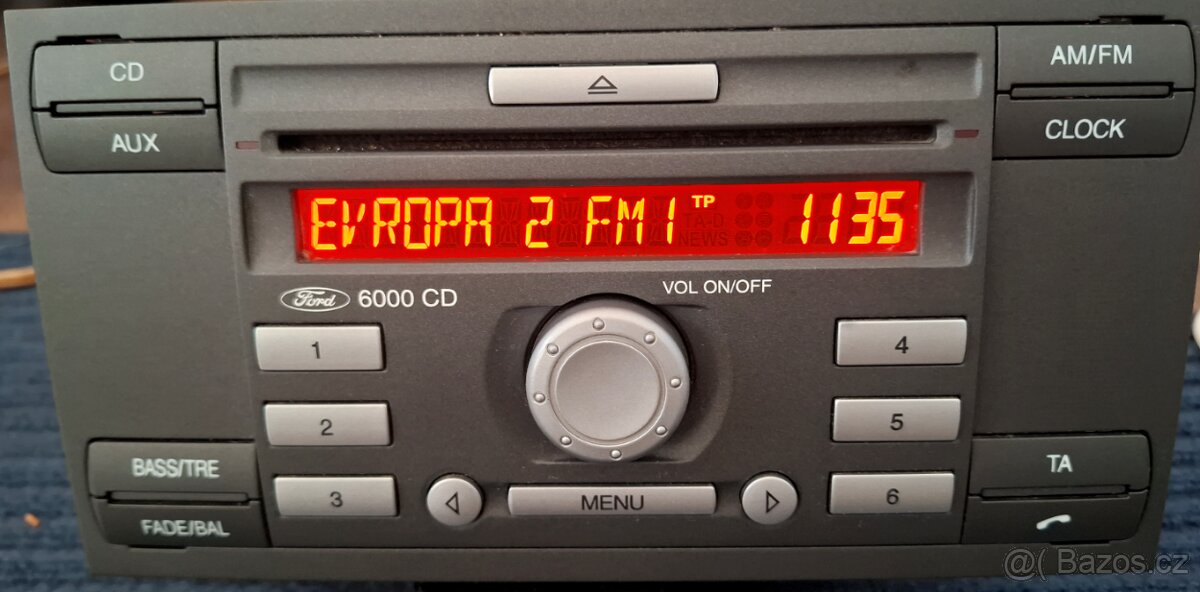 CD
AUX
AM/FM
CLOCK
EVROPA 2 FM1 TP 1135
TA-D
NEWS
Ford 6000 CD
VOL ON/OFF
1
4
2
5
BASS/TRE
3
MENU
6
TA
FADE/BAL
@( Bazos.cz